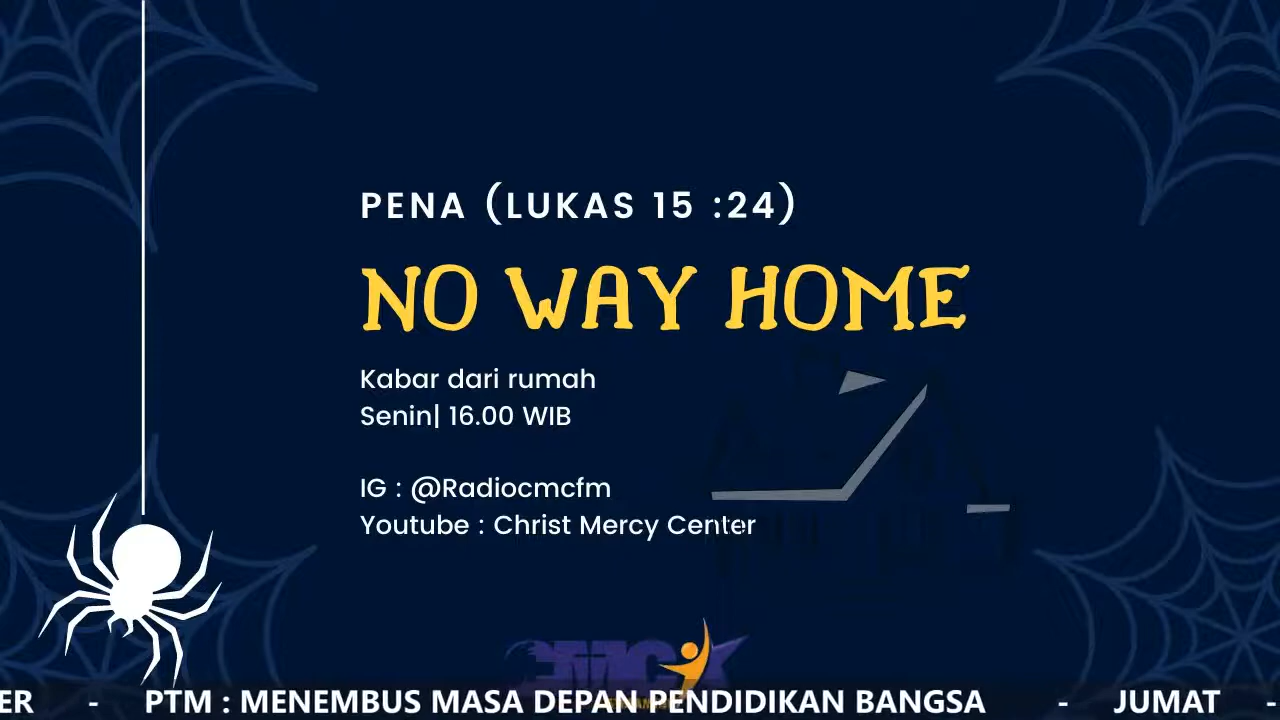 PENA (LUKAS 15 :24)
NO WAY HOME
Kabar dari rumah
Senin| 16.00 WIB
IG : @Radiocmcfm
Youtube : Christ Mercy Center
CMC
ER - PTM : MENEMBUS MASA DEPAN PENDIDIKAN BANGSA - JUMAT -